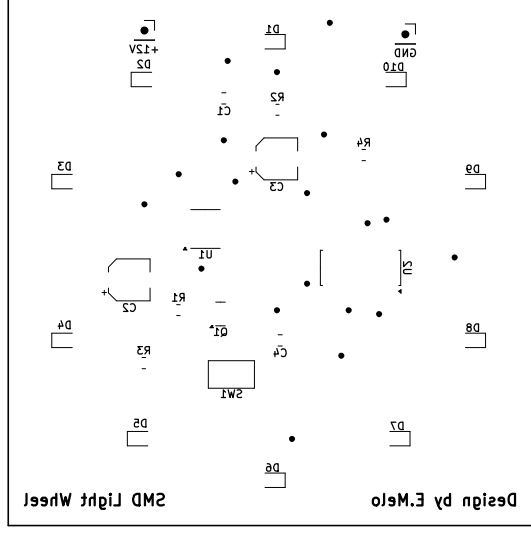 D1
+12V
GND
D2
D10
R2
C1
R4
D3
C3
D9
U1
U2
R1
C2
D4
Q1
D8
R3
C4
SW1
D5
D7
D6
SMD Light Wheel
Design by E.Melo